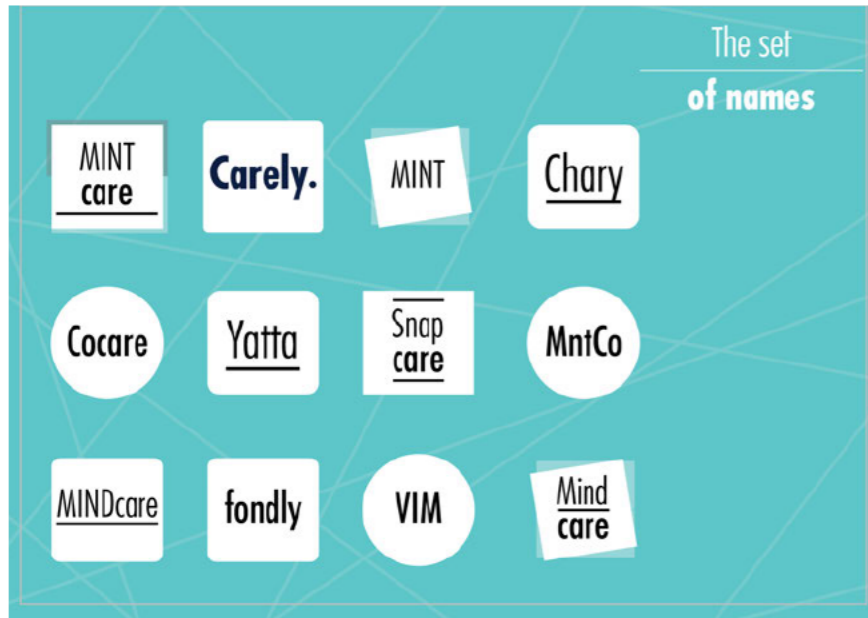 The set
of names
MINT
care
Carely.
MINT
Chary
Cocare
Yatta
Snap
care
MntCo
MINDcare
fondly
VIM
Mind
care